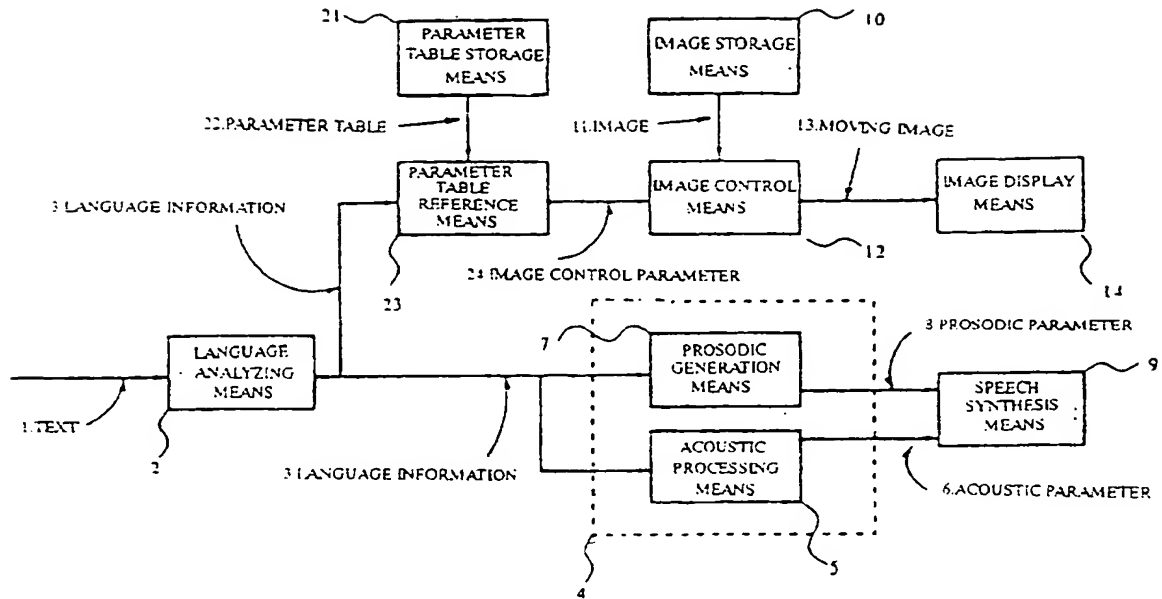 21
PARAMETER
TABLE STORAGE
MEANS
10
IMAGE STORAGE
MEANS
22.PARAMETER TABLE
11.IMAGE
13.MOVING IMAGE
PARAMETER
TABLE
REFERENCE
MEANS
IMAGE CONTROL
MEANS
IMAGE DISPLAY
MEANS
3.LANGUAGE INFORMATION
23
24.IMAGE CONTROL PARAMETER
12
14
7
PROSODIC
GENERATION
MEANS
8.PROSODIC PARAMETER
LANGUAGE
ANALYZING
MEANS
9
SPEECH
SYNTHESIS
MEANS
1.TEXT
2
3.LANGUAGE INFORMATION
ACOUSTIC
PROCESSING
MEANS
6.ACOUSTIC PARAMETER
5
4